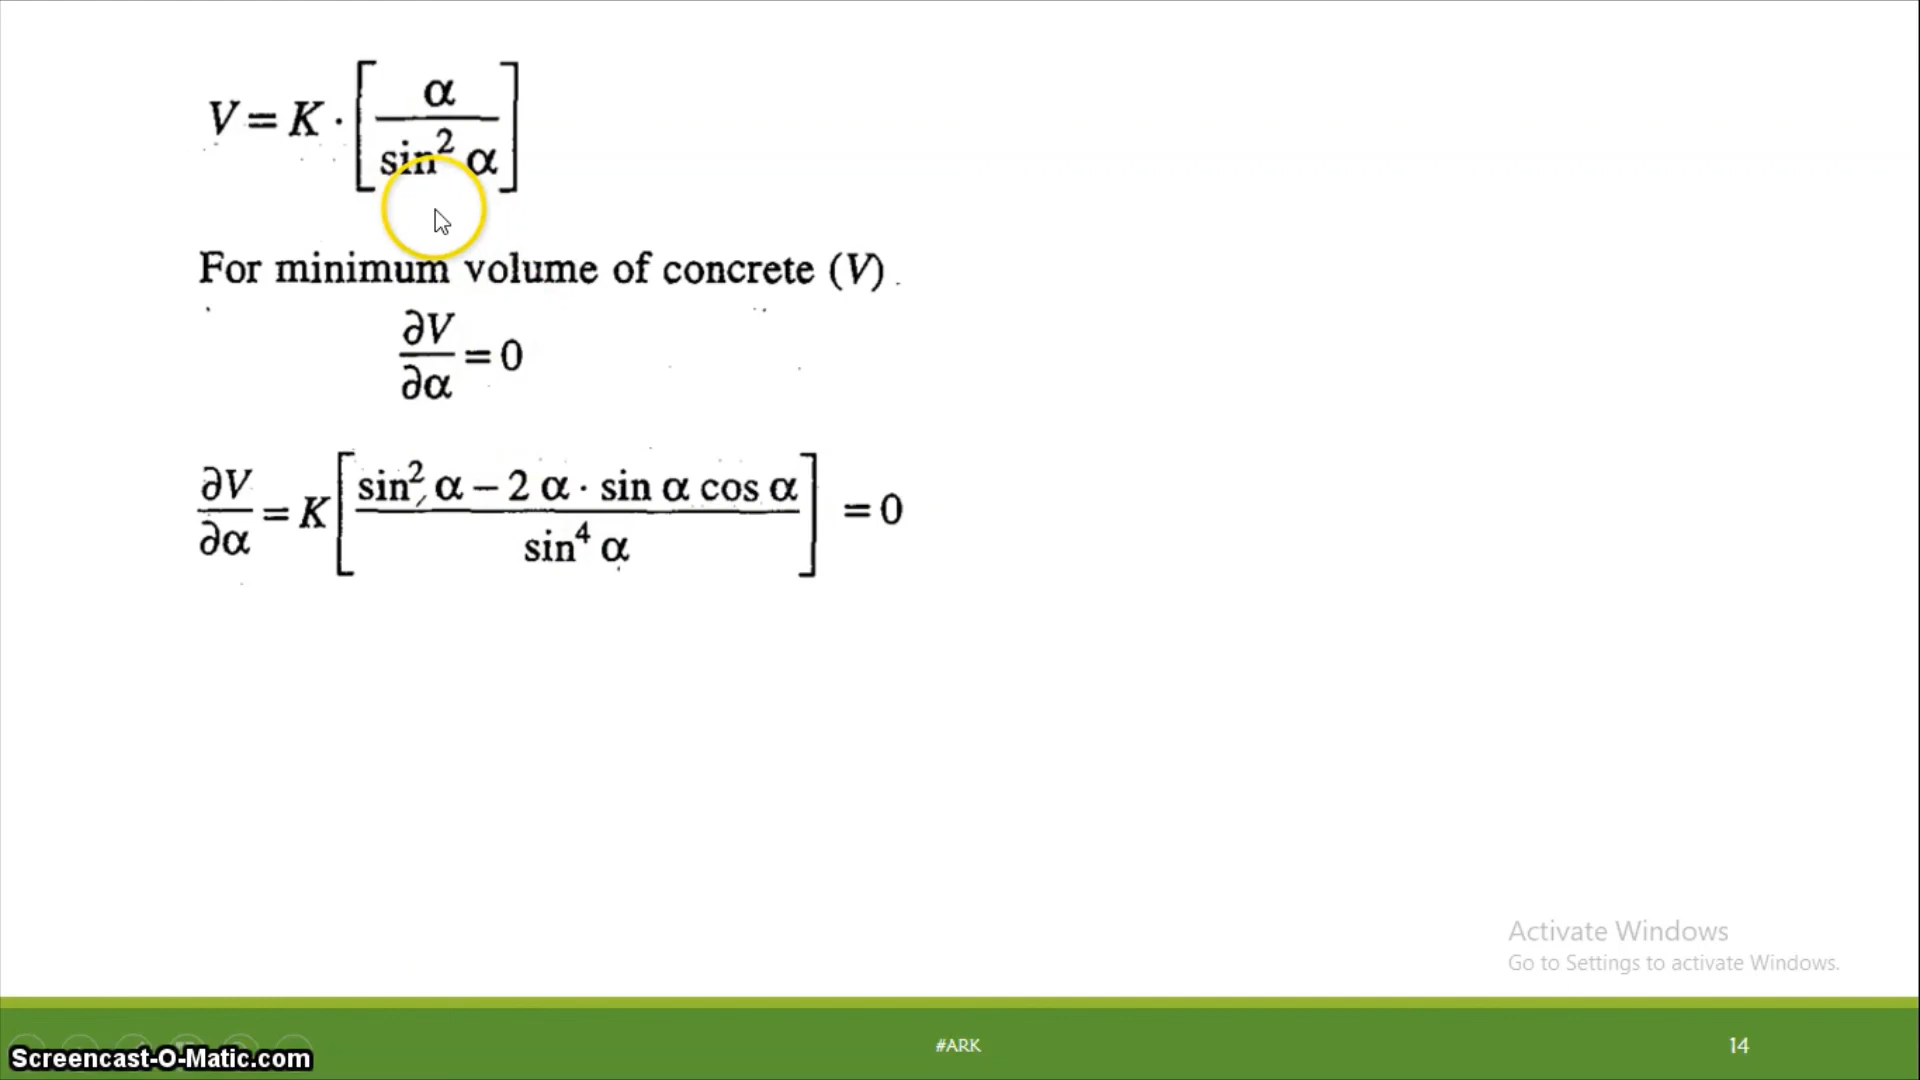 V = K · [ α / sin² α ]
For minimum volume of concrete (V) .
∂V / ∂α = 0
∂V / ∂α = K [ sin² α − 2 α · sin α cos α / sin⁴ α ] = 0
Activate Windows
Go to Settings to activate Windows.
Screencast-O-Matic.com
#ARK
14